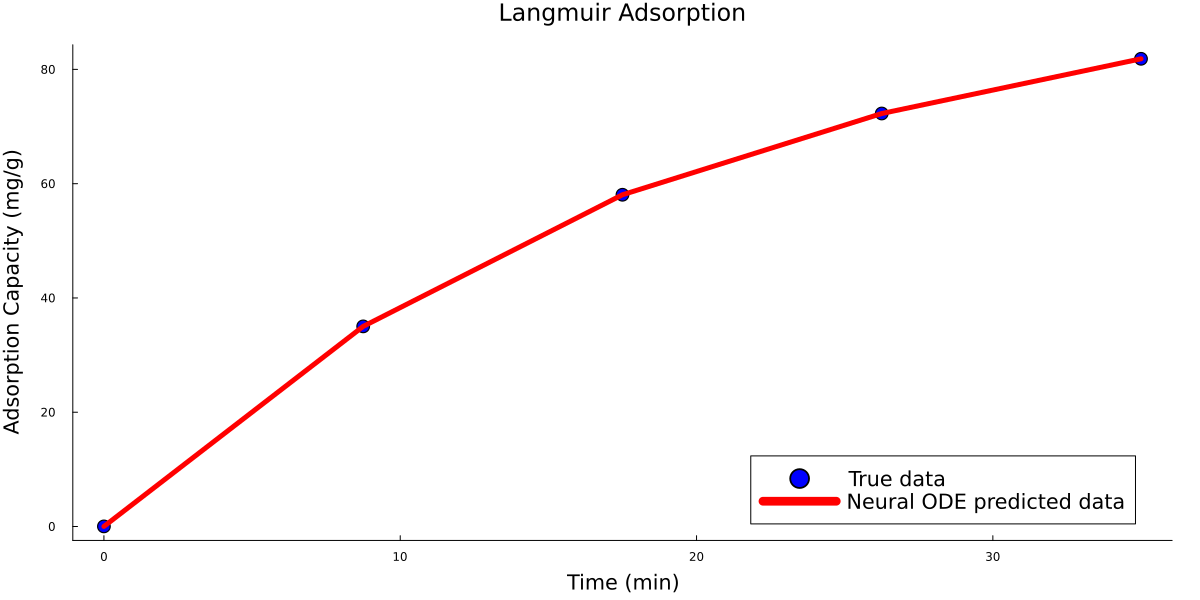 Langmuir Adsorption
Adsorption Capacity (mg/g)
80
60
40
20
0
0 10 20 30
Time (min)
True data
Neural ODE predicted data